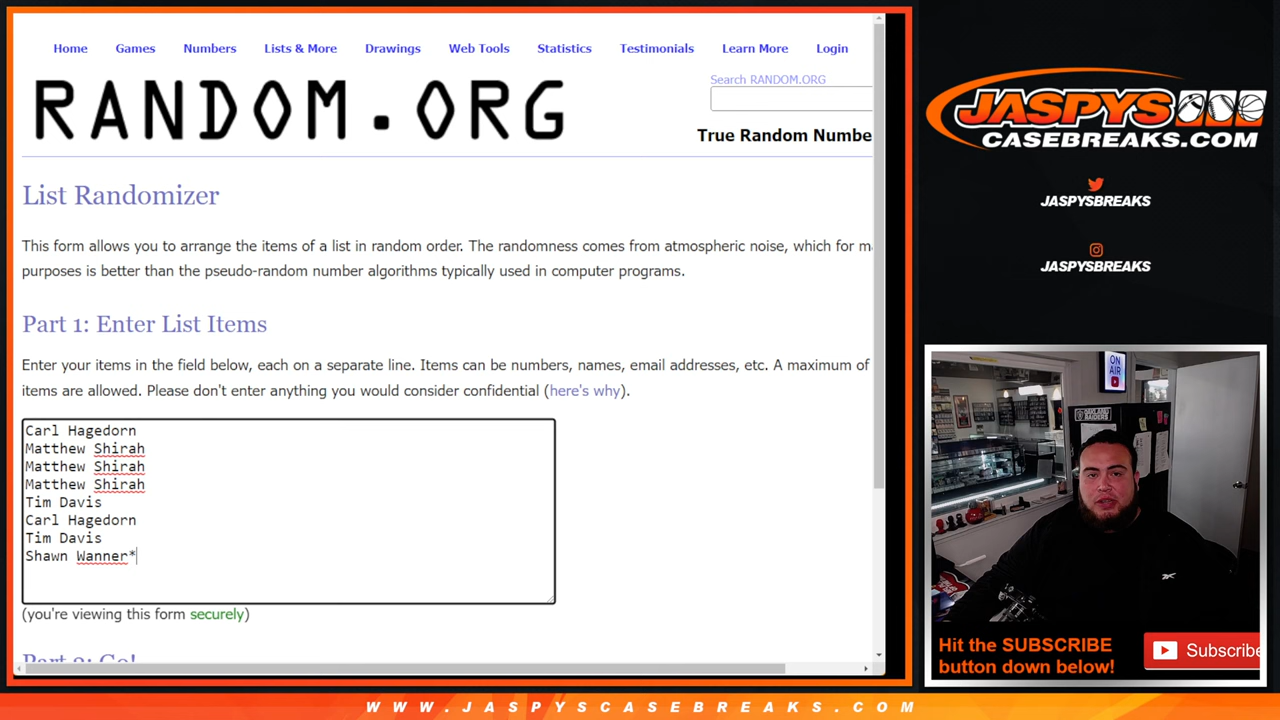 Home Games Numbers Lists & More Drawings Web Tools Statistics Testimonials Learn More Login
RANDOM.ORG
Search RANDOM.ORG
True Random Numbe
List Randomizer
This form allows you to arrange the items of a list in random order. The randomness comes from atmospheric noise, which for m
purposes is better than the pseudo-random number algorithms typically used in computer programs.
Part 1: Enter List Items
Enter your items in the field below, each on a separate line. Items can be numbers, names, email addresses, etc. A maximum of
items are allowed. Please don't enter anything you would consider confidential (here's why).
Carl Hagedorn
Matthew Shirah
Matthew Shirah
Matthew Shirah
Tim Davis
Carl Hagedorn
Tim Davis
Shawn Wanner*
(you're viewing this form securely)
Part 2: Go!
JASPYS
CASEBREAKS.COM
JASPYSBREAKS
JASPYSBREAKS
ON
AIR
OAKLAND
RAIDERS
Hit the SUBSCRIBE
button down below!
Subscribe
WWW.JASPYSCASEBREAKS.COM